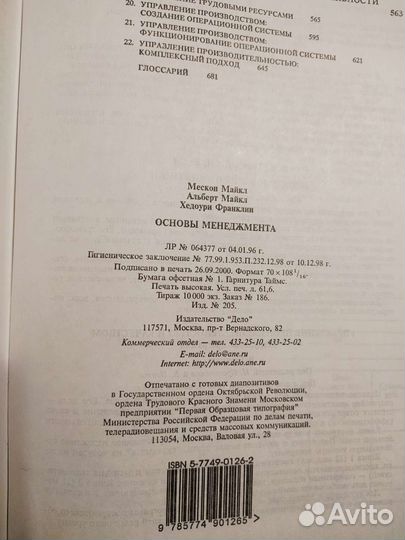 ТРУДОВЫМИ РЕСУРСАМИ 565
563
20. УПРАВЛЕНИЕ ПРОИЗВОДСТВОМ:
СОЗДАНИЕ ОПЕРАЦИОННОЙ СИСТЕМЫ 595
21. УПРАВЛЕНИЕ ПРОИЗВОДСТВОМ:
ФУНКЦИОНИРОВАНИЕ ОПЕРАЦИОННОЙ СИСТЕМЫ 621
22. УПРАВЛЕНИЕ ПРОИЗВОДИТЕЛЬНОСТЬЮ:
КОМПЛЕКСНЫЙ ПОДХОД 645
ГЛОССАРИЙ 681
Мескон Майкл
Альберт Майкл
Хедоури Франклин
ОСНОВЫ МЕНЕДЖМЕНТА
ЛР № 064377 от 04.01.96 г.
Гигиеническое заключение № 77.99.1.953.П.232.12.98 от 10.12.98 г.
Подписано в печать 26.09.2000. Формат 70×108 1/16.
Бумага офсетная № 1. Гарнитура Таймс.
Печать высокая. Усл. печ. л. 61,6.
Тираж 10 000 экз. Заказ № 186.
Изд. № 205.
Издательство "Дело"
117571, Москва, пр-т Вернадского, 82
Коммерческий отдел – тел. 433-25-10, 433-25-02
E-mail: delo@ane.ru
Internet: http://www.delo.ane.ru
Отпечатано с готовых диапозитивов
в Государственном ордена Октябрьской Революции,
ордена Трудового Красного Знамени Московском
предприятии "Первая Образцовая типография"
Министерства Российской Федерации по делам печати,
телерадиовещания и средств массовых коммуникаций.
113054, Москва, Валовая ул., 28
ISBN 5-7749-0126-2
9 785774 901265 >
Avito